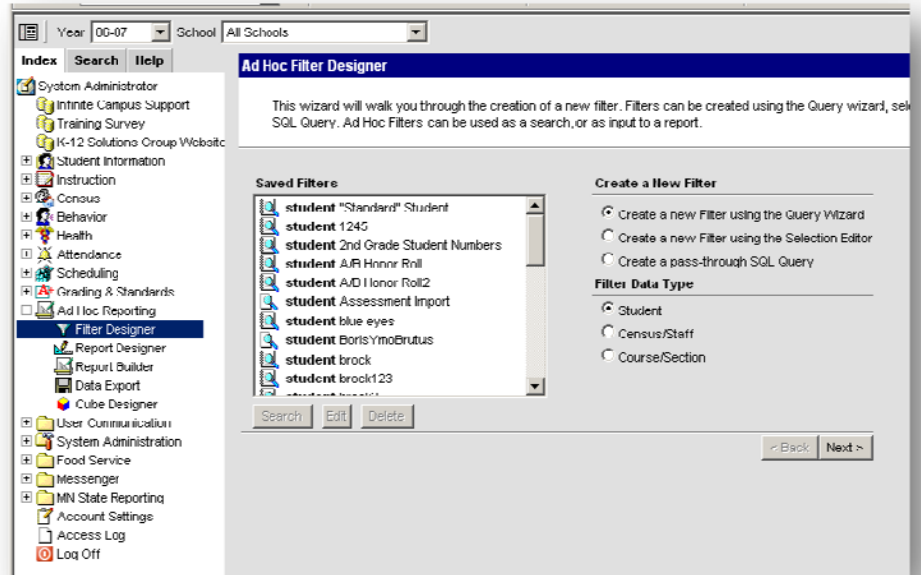 Year 06-07 School All Schools
Index Search Help
System Administrator
Infinite Campus Support
Training Survey
K-12 Solutions Group Website
Student Information
Instruction
Census
Behavior
Health
Attendance
Scheduling
Grading & Standards
Ad Hoc Reporting
Filter Designer
Report Designer
Report Builder
Data Export
Cube Designer
User Communication
System Administration
Food Service
Messenger
MN State Reporting
Account Settings
Access Log
Log Off
Ad Hoc Filter Designer
This wizard will walk you through the creation of a new filter. Filters can be created using the Query wizard, sele
SQL Query. Ad Hoc Filters can be used as a search, or as input to a report.
Saved Filters
student "Standard" Student
student 1245
student 2nd Grade Student Numbers
student A/B Honor Roll
student A/B Honor Roll2
student Assessment Import
student blue eyes
student BorisYmoBrutus
student brock
student brock123
student
Search Edit Delete
Create a New Filter
Create a new Filter using the Query Wizard
Create a new Filter using the Selection Editor
Create a pass-through SQL Query
Filter Data Type
Student
Census/Staff
Course/Section
< Back Next >